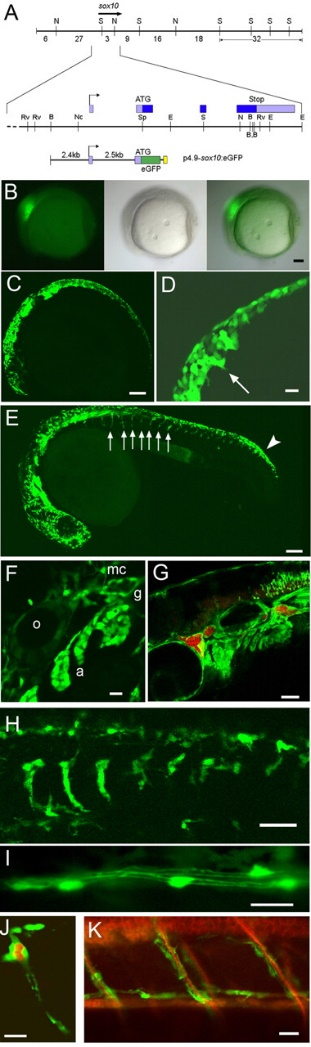 A
sox10
N S N S S N S S S S
6 27 3 9 16 18 32
ATG Stop
Rv Rv B Nc Sp E S N B Rv E E
B,B
ATG
2.4kb 2.5kb p4.9-sox10:eGFP
eGFP
B
C D
E
F mc g o a G
H
I
J K